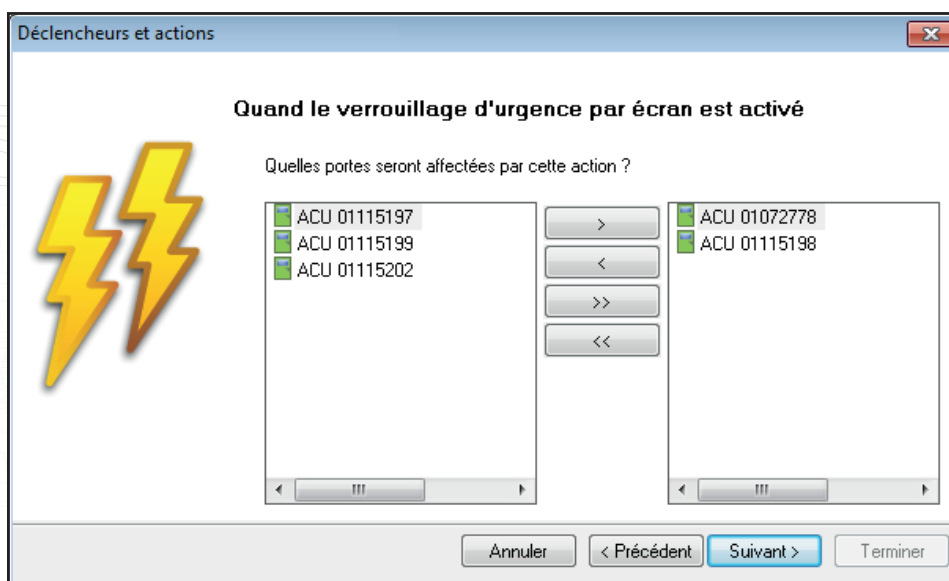 Déclencheurs et actions
Quand le verrouillage d'urgence par écran est activé
Quelles portes seront affectées par cette action ?
ACU 01115197
ACU 01115199
ACU 01115202
>
<
>>
<<
ACU 01072778
ACU 01115198
Annuler
< Précédent
Suivant >
Terminer